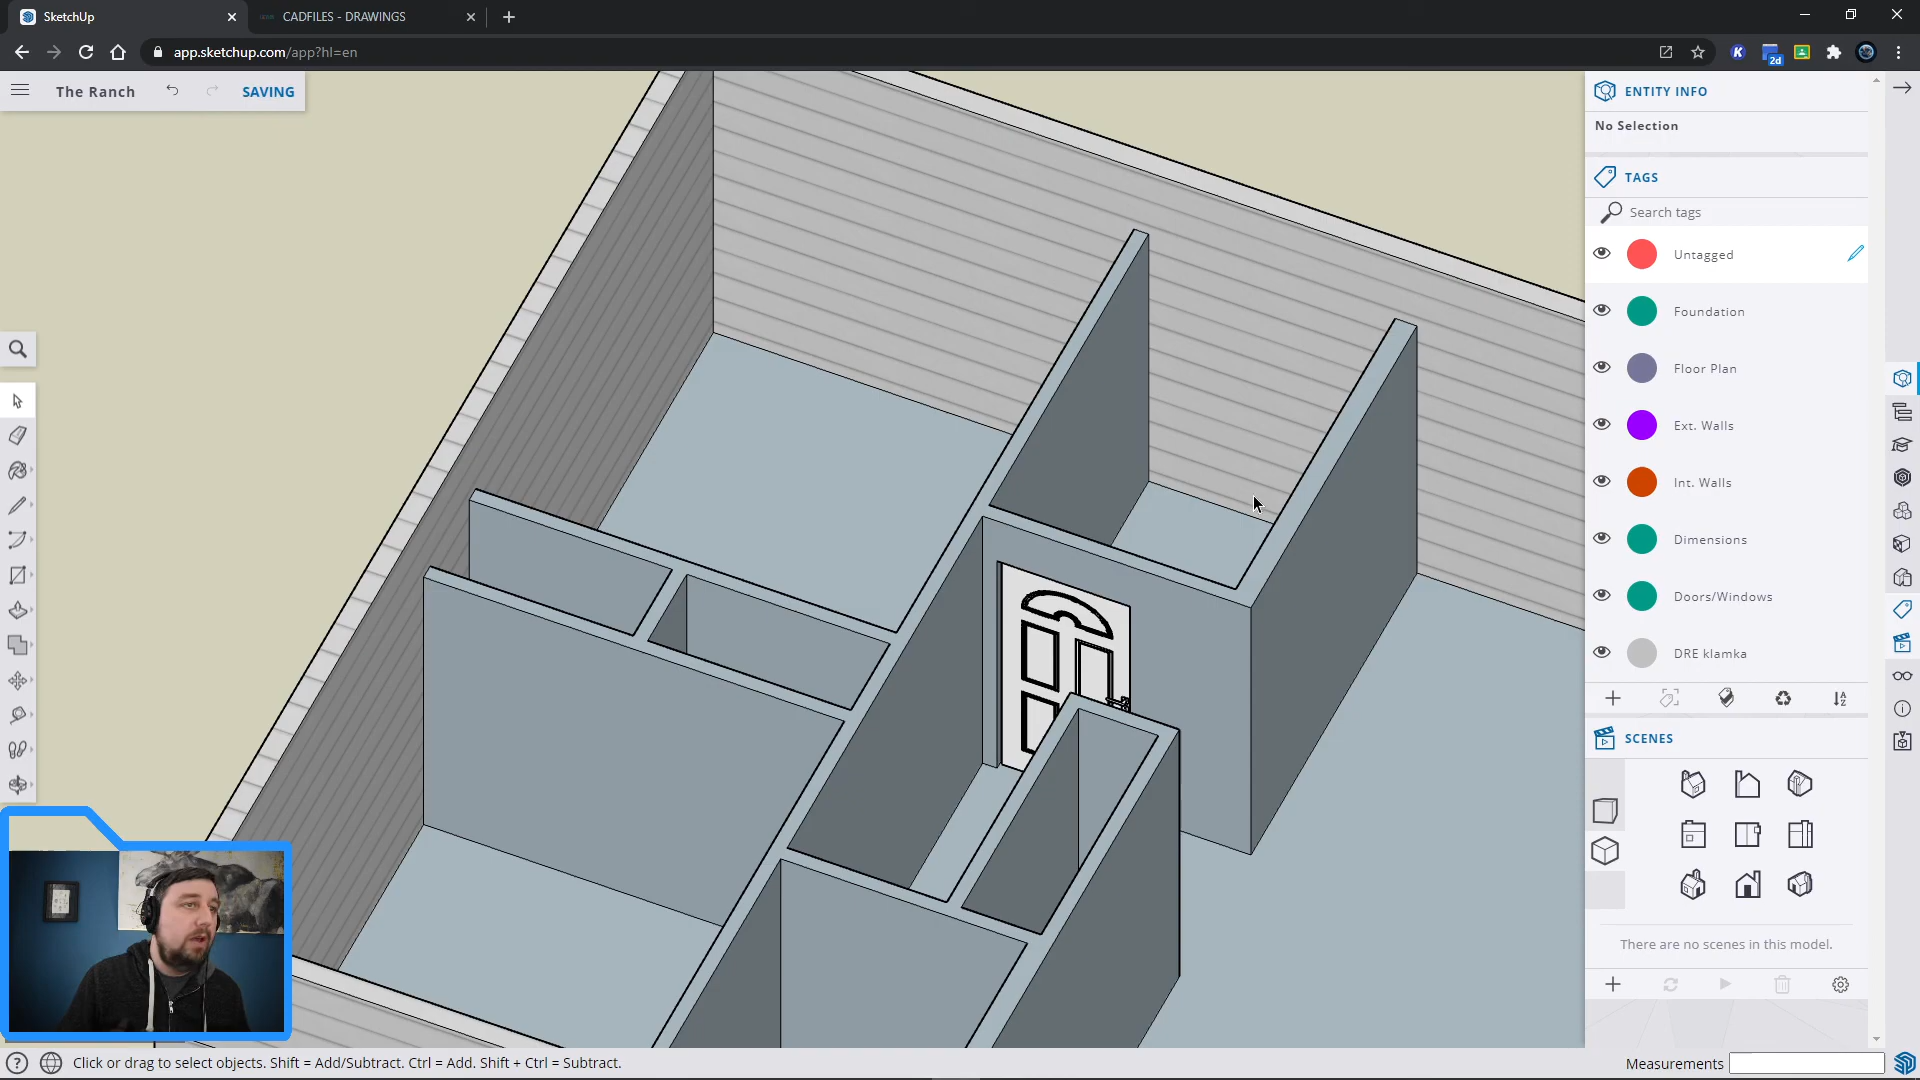 SketchUp
CADFILES - DRAWINGS
app.sketchup.com/app?hl=en
2d
The Ranch
SAVING
ENTITY INFO
No Selection
TAGS
Search tags
Untagged
Foundation
Floor Plan
Ext. Walls
Int. Walls
Dimensions
Doors/Windows
DRE klamka
SCENES
There are no scenes in this model.
Click or drag to select objects. Shift = Add/Subtract. Ctrl = Add. Shift + Ctrl = Subtract.
Measurements